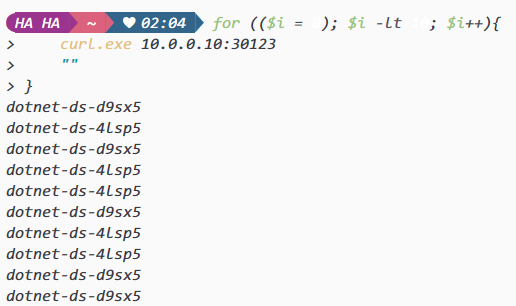 HA HA ~ ♥ 02:04 for (($i = ); $i -lt ; $i++){
> curl.exe 10.0.0.10:30123
> ""
> }
dotnet-ds-d9sx5
dotnet-ds-4lsp5
dotnet-ds-d9sx5
dotnet-ds-4lsp5
dotnet-ds-4lsp5
dotnet-ds-d9sx5
dotnet-ds-4lsp5
dotnet-ds-4lsp5
dotnet-ds-d9sx5
dotnet-ds-d9sx5